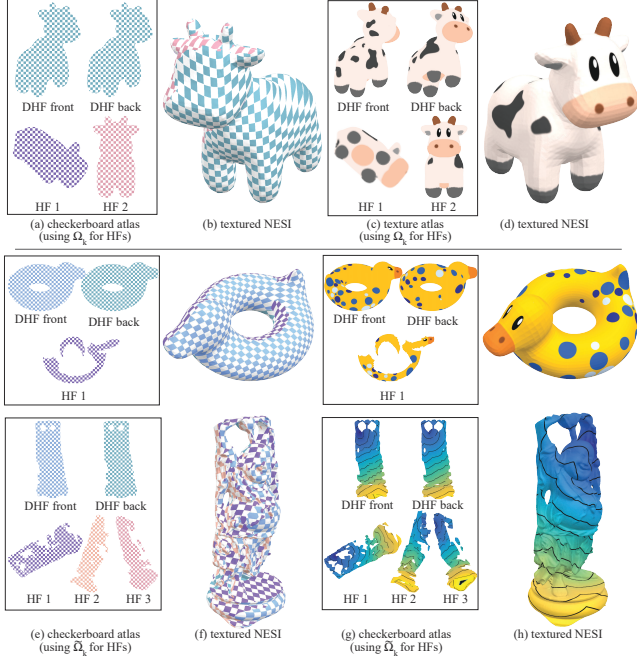 DHF front
DHF back
DHF front
DHF back
HF 1
HF 2
HF 1
HF 2
(a) checkerboard atlas
(using Ω_k for HFs)
(b) textured NESI
(c) texture atlas
(using Ω_k for HFs)
(d) textured NESI
DHF front
DHF back
DHF front
DHF back
HF 1
HF 1
DHF front
DHF back
DHF front
DHF back
HF 1
HF 2
HF 3
HF 1
HF 2
HF 3
(e) checkerboard atlas
(using Ω̃_k for HFs)
(f) textured NESI
(g) checkerboard atlas
(using Ω̃_k for HFs)
(h) textured NESI